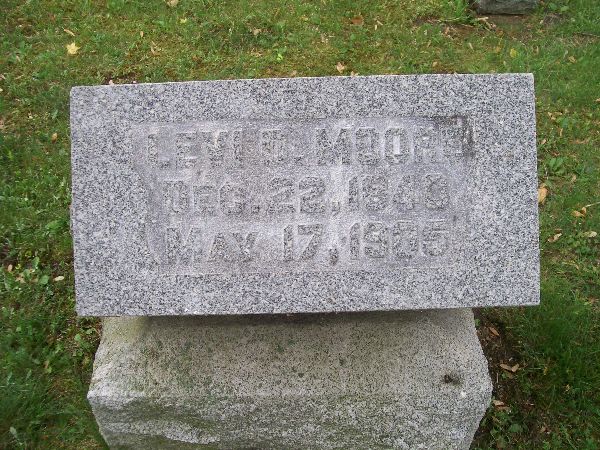 LEVI D. MOORE
DEC. 22, 1840
MAY 17, 1905